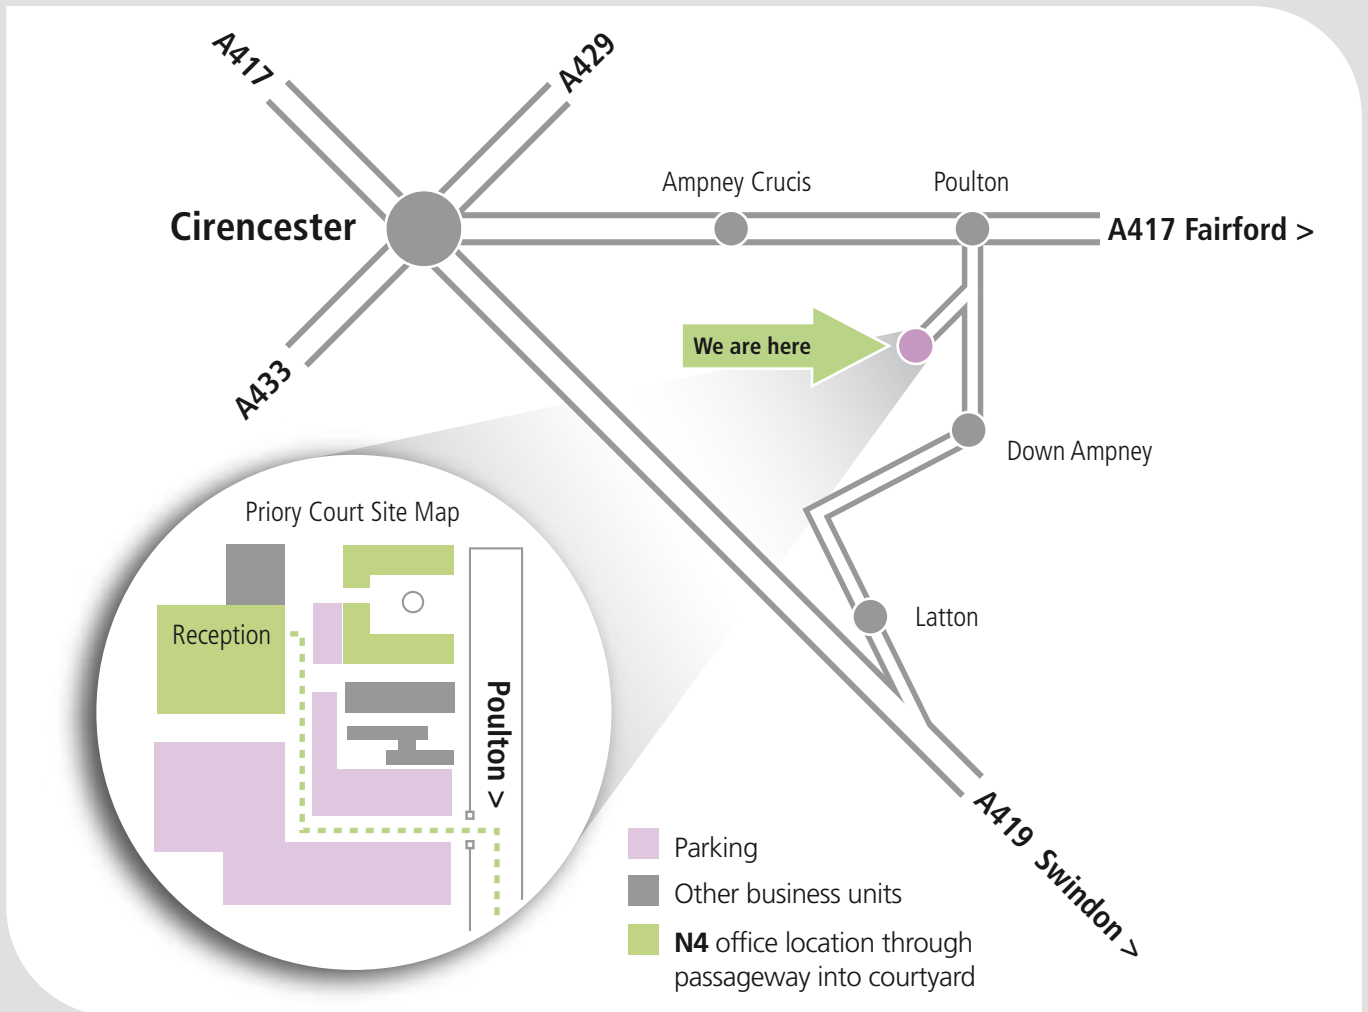 A417
A429
Ampney Crucis
Poulton
Cirencester
A417 Fairford >
We are here
A433
Down Ampney
Priory Court Site Map
Latton
Reception
Poulton >
A419 Swindon >
Parking
Other business units
N4 office location through
passageway into courtyard